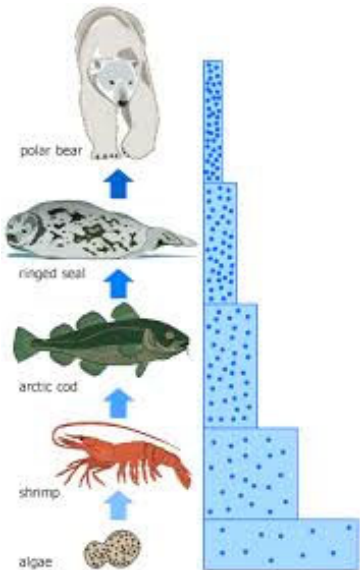 polar bear
ringed seal
arctic cod
shrimp
algae